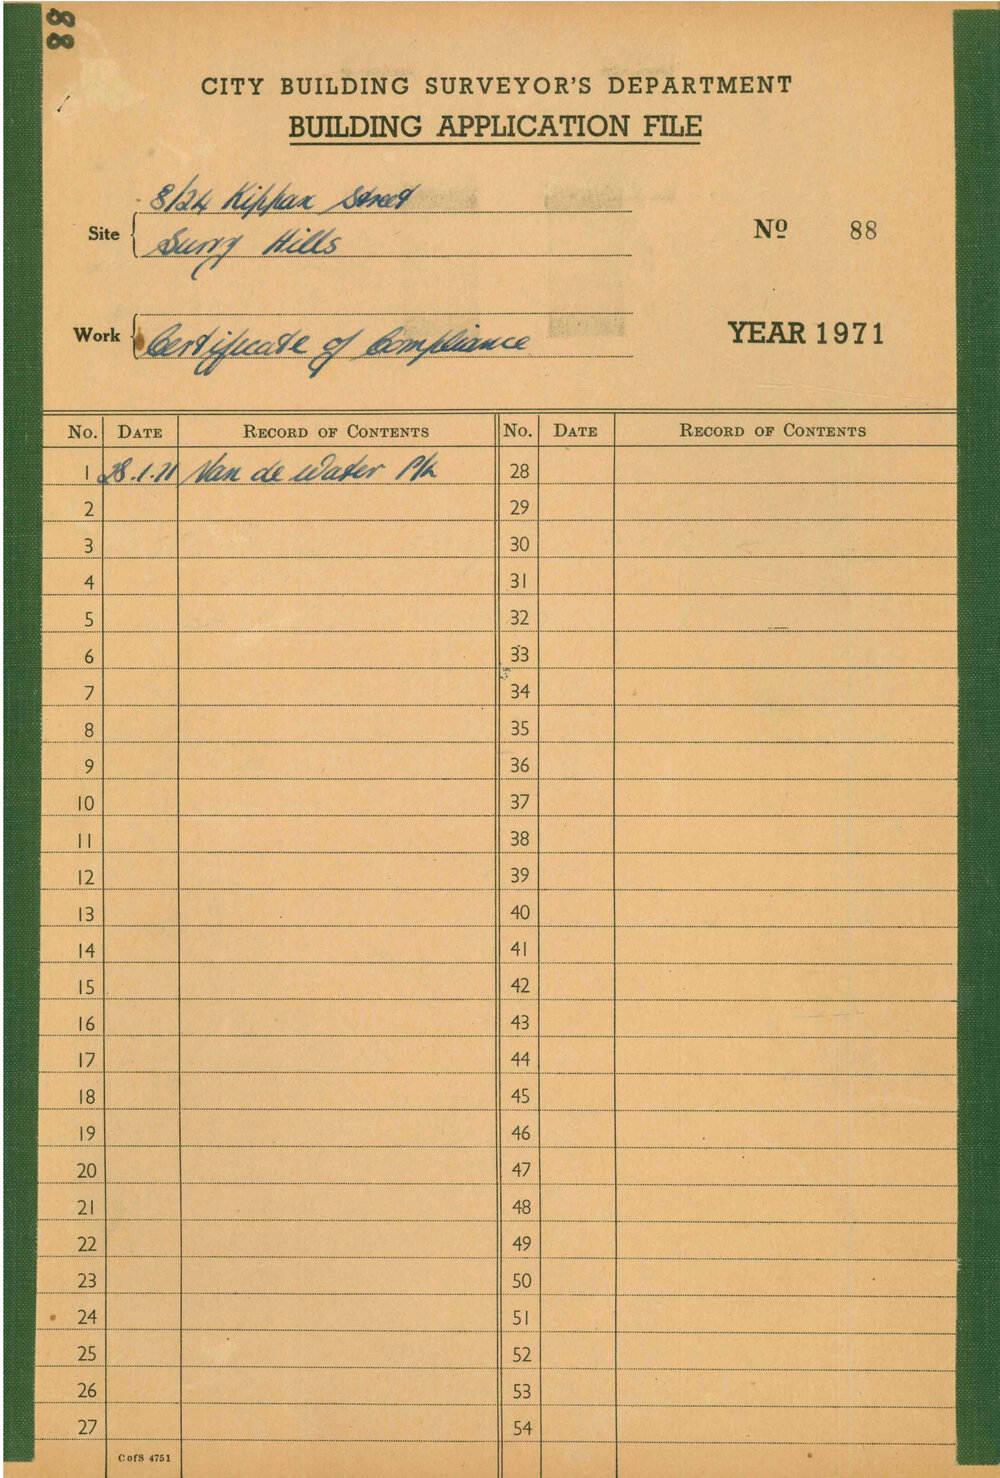 88
CITY BUILDING SURVEYOR'S DEPARTMENT
BUILDING APPLICATION FILE
Site
8/24 Kippax Street
Surry Hills
Nº 88
Work
Certificate of Compliance
YEAR 1971
No. DATE RECORD OF CONTENTS No. DATE RECORD OF CONTENTS
1 28.1.71 Van de Water P/L 28
2 29
3 30
4 31
5 32
6 33
7 34
8 35
9 36
10 37
11 38
12 39
13 40
14 41
15 42
16 43
17 44
18 45
19 46
20 47
21 48
22 49
23 50
24 51
25 52
26 53
27 54
C of S 4751